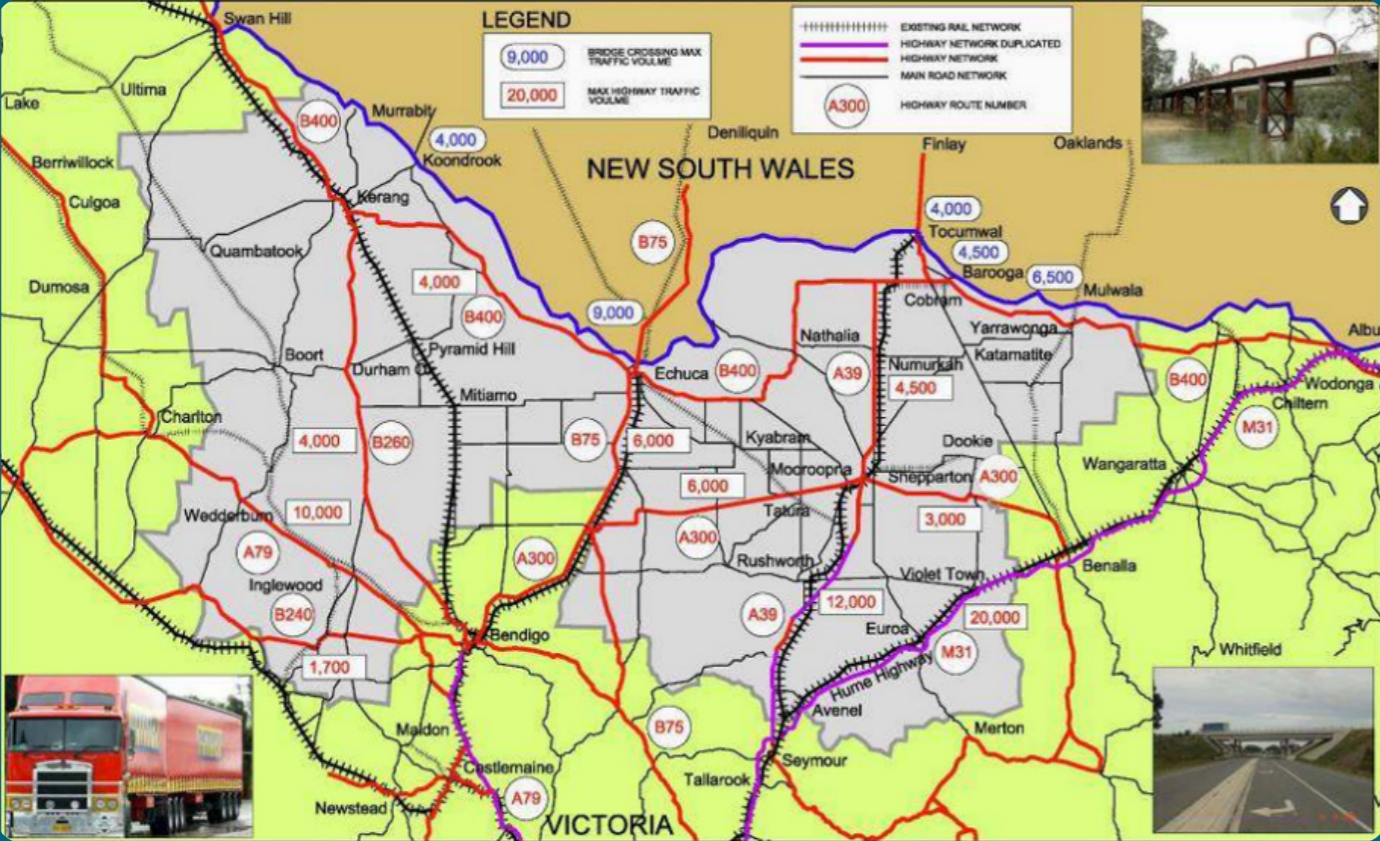 LEGEND
9,000
BRIDGE CROSSING MAX
TRAFFIC VOULME
20,000
MAX HIGHWAY TRAFFIC
VOULME
EXISTING RAIL NETWORK
HIGHWAY NETWORK DUPLICATED
HIGHWAY NETWORK
MAIN ROAD NETWORK
A300
HIGHWAY ROUTE NUMBER
Swan Hill
Ultima
Lake
B400
Murrabit
4,000
Koondrook
Deniliquin
Finlay
Oaklands
NEW SOUTH WALES
Berriwillock
Culgoa
Kerang
4,000
Tocumwal
Quambatook
B75
4,500
Barooga
6,500
Mulwala
Dumosa
4,000
B400
9,000
Cobram
Yarrawonga
Albu
Nathalia
Boort
Pyramid Hill
Durham O
Echuca
B400
A39
Numurkah
4,500
Katamatite
B400
Wodonga
Chiltern
Mitiamo
Charlton
4,000
B260
B75
6,000
Kyabram
Dookie
M31
Mooroopna
Shepparton
A300
Wangaratta
6,000
Wedderburn
10,000
Tatura
3,000
A79
A300
A300
Rushworth
Violet Town
Benalla
Inglewood
B240
A39
12,000
Euroa
20,000
Bendigo
M31
Whitfield
1,700
Hume Highway
Avenel
Maldon
B75
Merton
Seymour
Castlemaine
Tallarook
Newstead
A79
VICTORIA